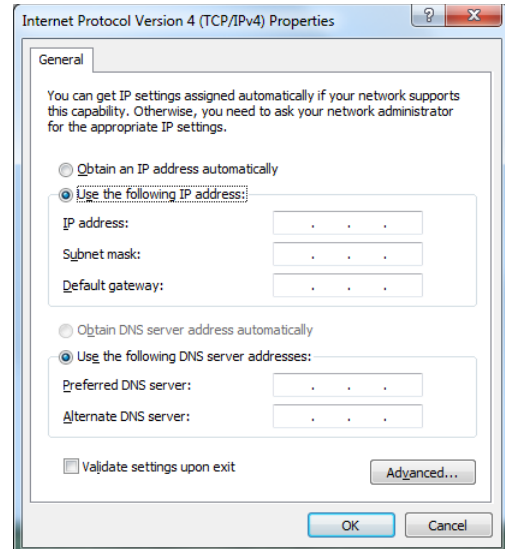 Internet Protocol Version 4 (TCP/IPv4) Properties
General
You can get IP settings assigned automatically if your network supports
this capability. Otherwise, you need to ask your network administrator
for the appropriate IP settings.
Obtain an IP address automatically
Use the following IP address:
IP address: . . .
Subnet mask: . . .
Default gateway: . . .
Obtain DNS server address automatically
Use the following DNS server addresses:
Preferred DNS server: . . .
Alternate DNS server: . . .
Validate settings upon exit
Advanced...
OK Cancel